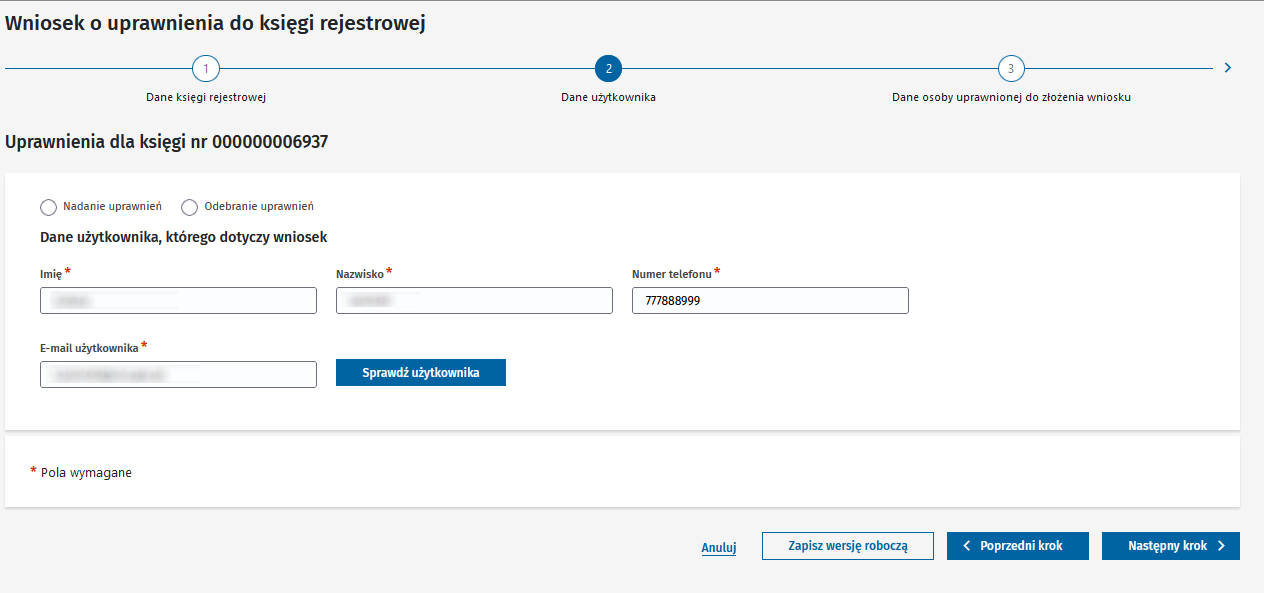 Wniosek o uprawnienia do księgi rejestrowej
1 2 3
Dane księgi rejestrowej Dane użytkownika Dane osoby uprawnionej do złożenia wniosku
Uprawnienia dla księgi nr 000000006937
Nadanie uprawnień Odebranie uprawnień
Dane użytkownika, którego dotyczy wniosek
Imię * Nazwisko * Numer telefonu *
777888999
E-mail użytkownika *
Sprawdź użytkownika
* Pola wymagane
Anuluj Zapisz wersję roboczą Poprzedni krok Następny krok